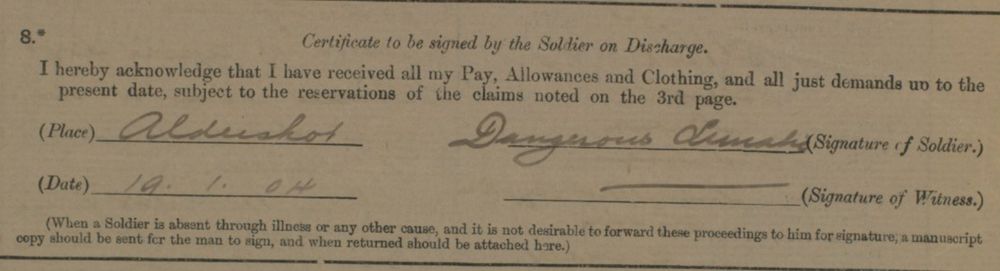 8.*
Certificate to be signed by the Soldier on Discharge.
I hereby acknowledge that I have received all my Pay, Allowances and Clothing, and all just demands up to the
present date, subject to the reservations of the claims noted on the 3rd page.
(Place) Aldershot Dangerous Lunatic (Signature of Soldier.)
(Date) 19. 1. 04 (Signature of Witness.)
(When a Soldier is absent through illness or any other cause, and it is not desirable to forward these proceedings to him for signature, a manuscript
copy should be sent for the man to sign, and when returned should be attached here.)